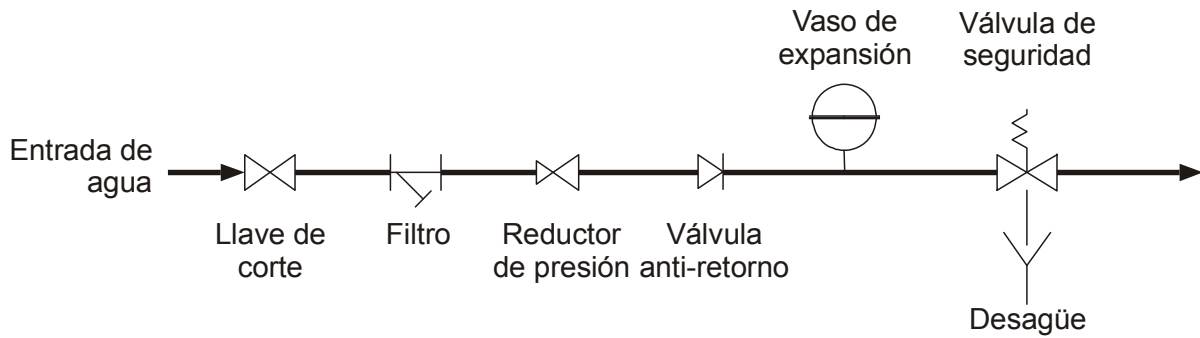 Vaso de
expansión
Válvula de
seguridad
Entrada de
agua
Llave de
corte
Filtro
Reductor
de presión
Válvula
anti-retorno
Desagüe